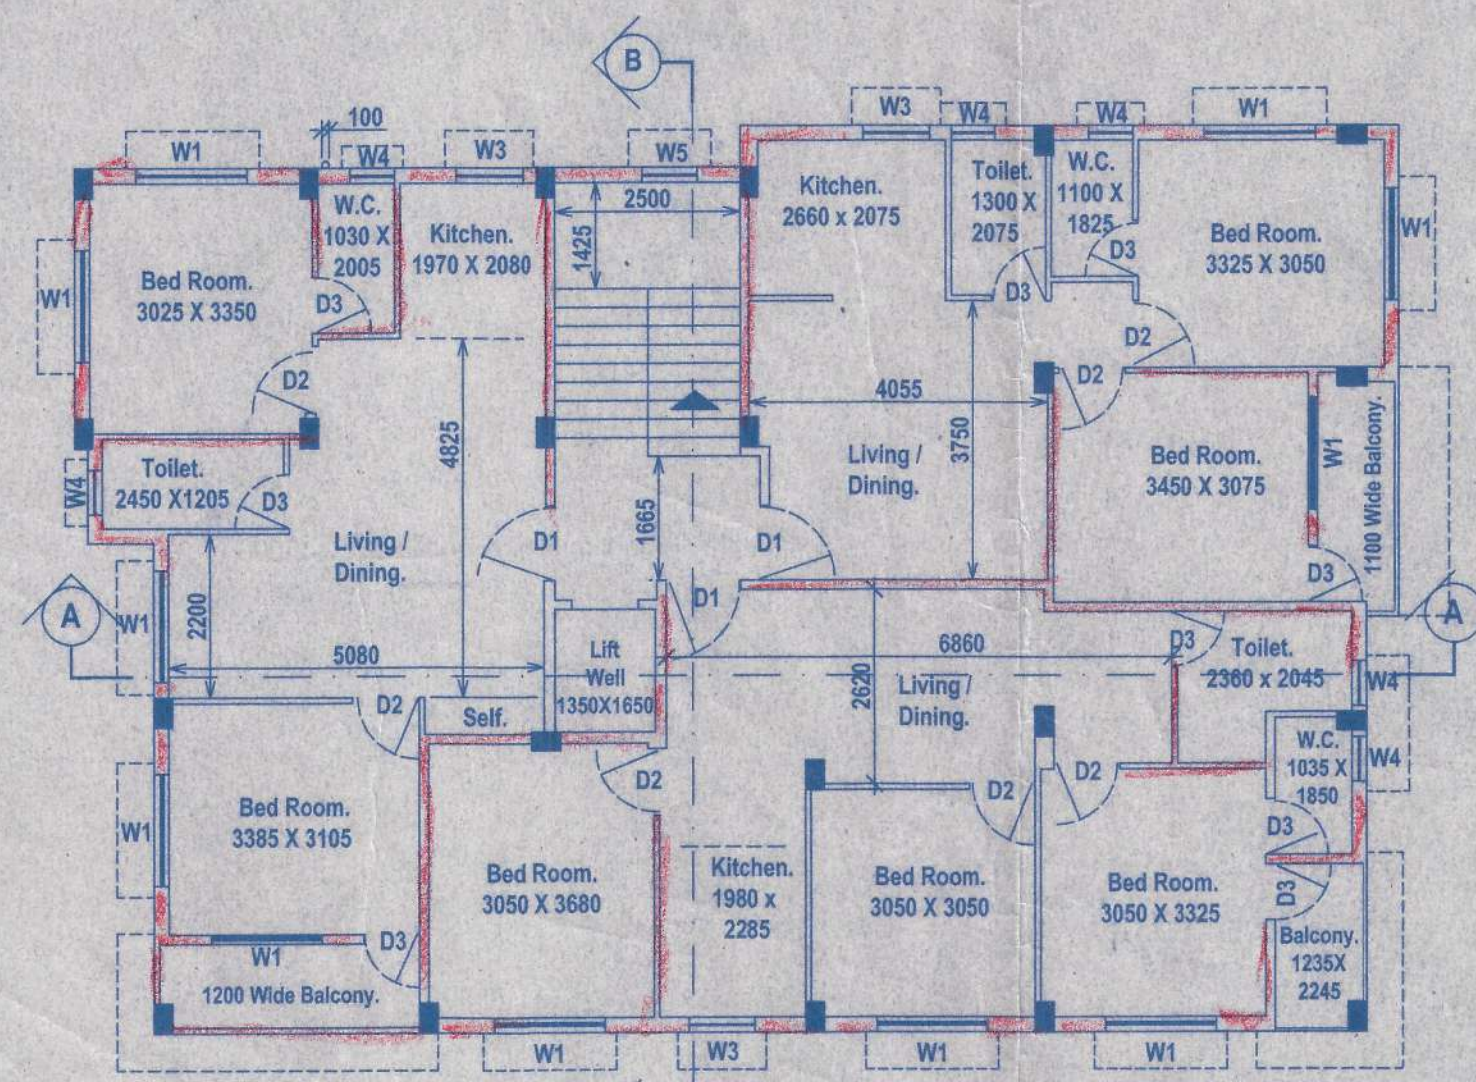 B
100
W1
W4
W3
W5
W3
W4
W4
W1
2500
1425
W.C.
1030 X
2005
D3
Kitchen.
1970 X 2080
Bed Room.
3025 X 3350
W1
D2
Kitchen.
2660 x 2075
Toilet.
1300 X
2075
D3
W.C.
1100 X
1825
D3
Bed Room.
3325 X 3050
W1
D2
D2
4055
3750
4825
Toilet.
2450 X1205
W4
D3
Living /
Dining.
D1
1665
D1
Living /
Dining.
Bed Room.
3450 X 3075
W1
1100 Wide Balcony.
D3
A
W1
2200
5080
D1
Lift
Well
1350X1650
6860
2620
Living /
Dining.
D3
Toilet.
2360 x 2045
W4
A
D2
Self.
W.C.
1035 X
1850
W4
D3
W1
Bed Room.
3385 X 3105
D2
D2
D2
Bed Room.
3050 X 3680
Kitchen.
1980 x
2285
Bed Room.
3050 X 3050
Bed Room.
3050 X 3325
D3
Balcony.
1235X
2245
D3
W1
1200 Wide Balcony.
W1
W3
W1
W1